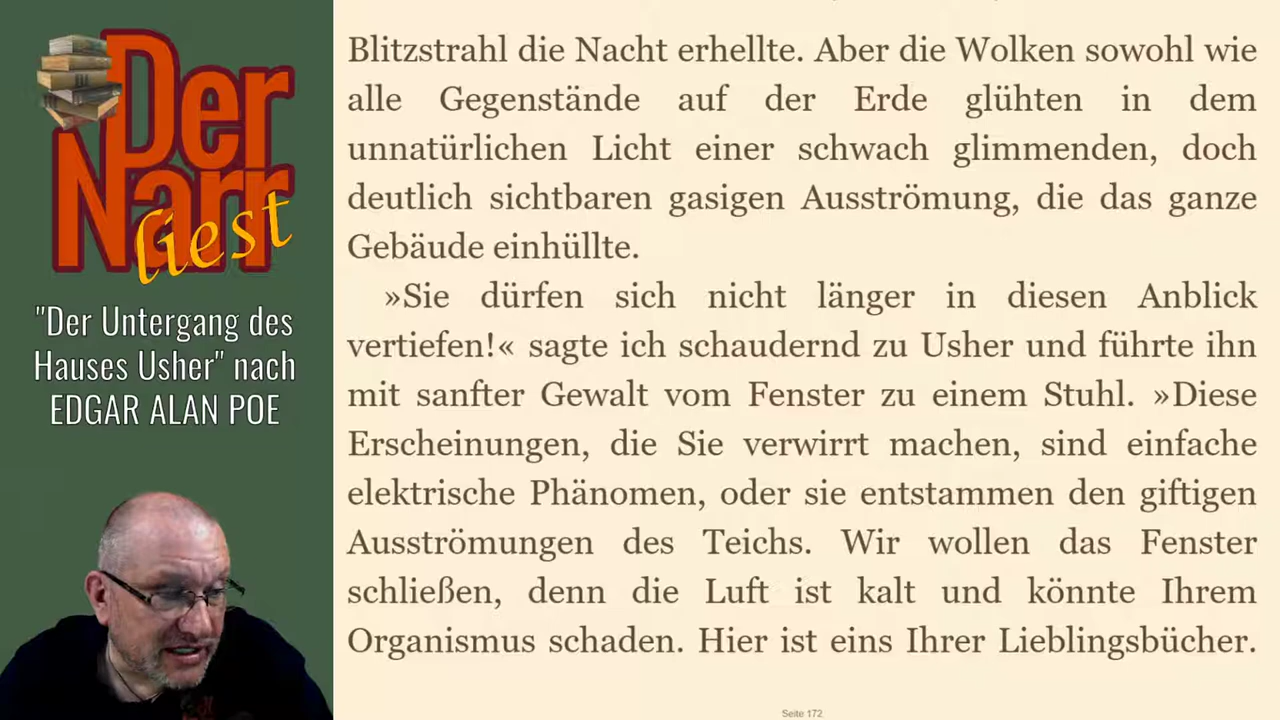 Der
Narr
liest
"Der Untergang des
Hauses Usher" nach
EDGAR ALAN POE
Blitzstrahl die Nacht erhellte. Aber die Wolken sowohl wie
alle Gegenstände auf der Erde glühten in dem
unnatürlichen Licht einer schwach glimmenden, doch
deutlich sichtbaren gasigen Ausströmung, die das ganze
Gebäude einhüllte.
»Sie dürfen sich nicht länger in diesen Anblick
vertiefen!« sagte ich schaudernd zu Usher und führte ihn
mit sanfter Gewalt vom Fenster zu einem Stuhl. »Diese
Erscheinungen, die Sie verwirrt machen, sind einfache
elektrische Phänomen, oder sie entstammen den giftigen
Ausströmungen des Teichs. Wir wollen das Fenster
schließen, denn die Luft ist kalt und könnte Ihrem
Organismus schaden. Hier ist eins Ihrer Lieblingsbücher.
Seite 172